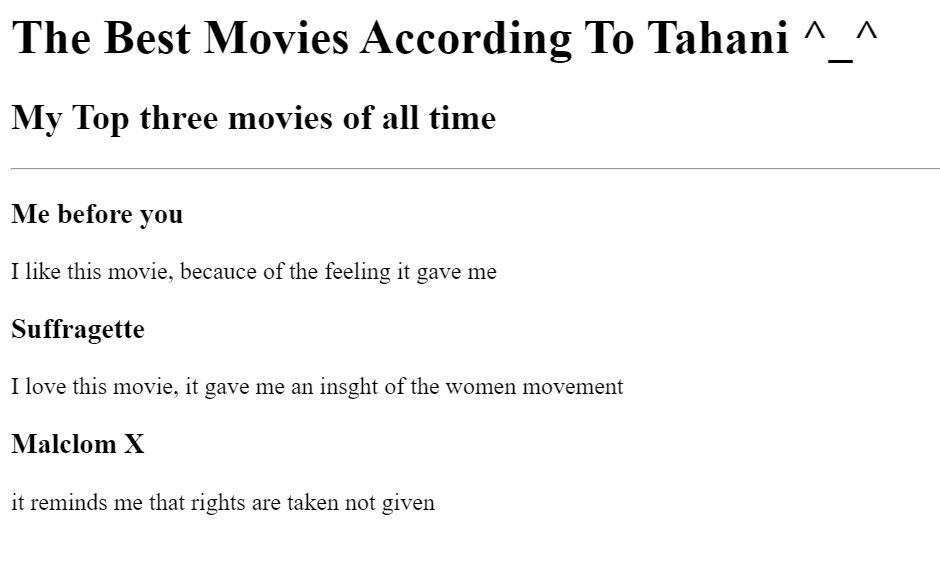 The Best Movies According To Tahani ^_^
My Top three movies of all time
Me before you
I like this movie, becauce of the feeling it gave me
Suffragette
I love this movie, it gave me an insght of the women movement
Malclom X
it reminds me that rights are taken not given